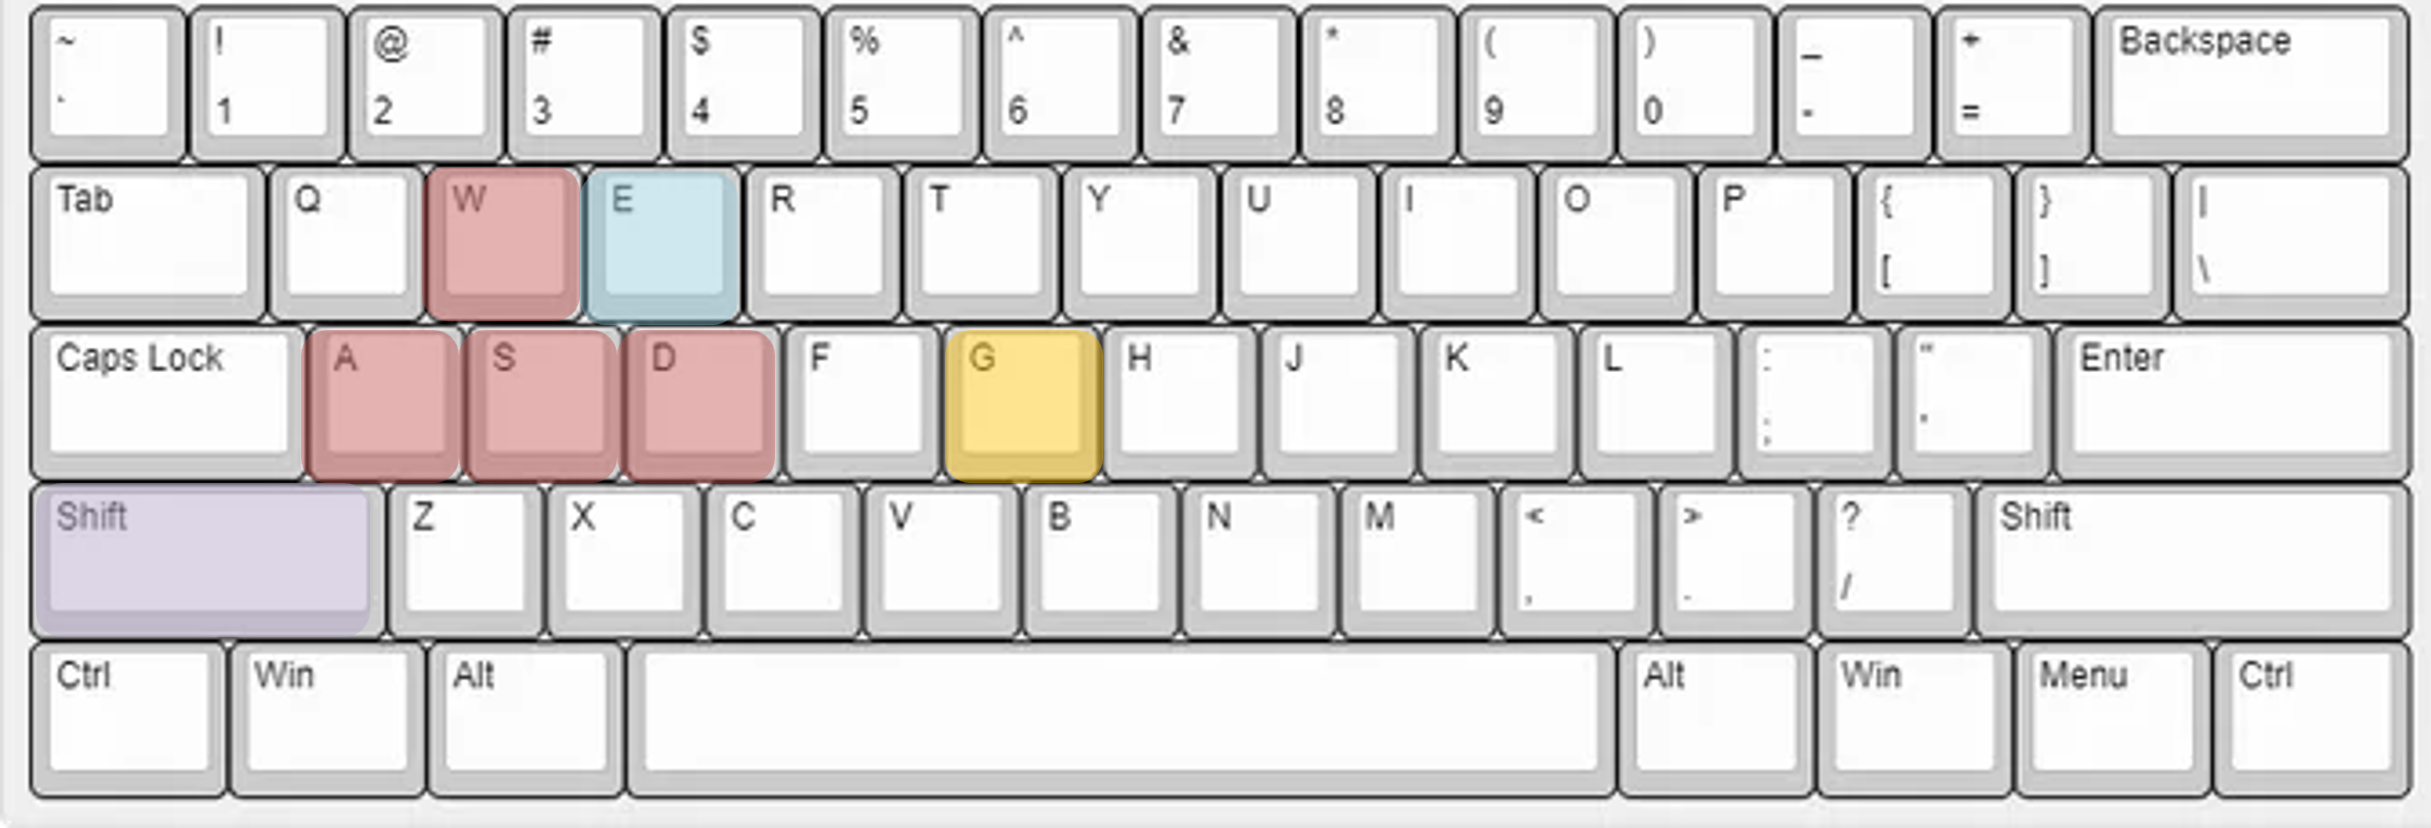 ~ ! @ # $ % ^ & * ( ) _ + Backspace
` 1 2 3 4 5 6 7 8 9 0 - =
Tab Q W E R T Y U I O P { } |
[ ] \
Caps Lock A S D F G H J K L : " Enter
; '
Shift Z X C V B N M < > ? Shift
, . /
Ctrl Win Alt Alt Win Menu Ctrl